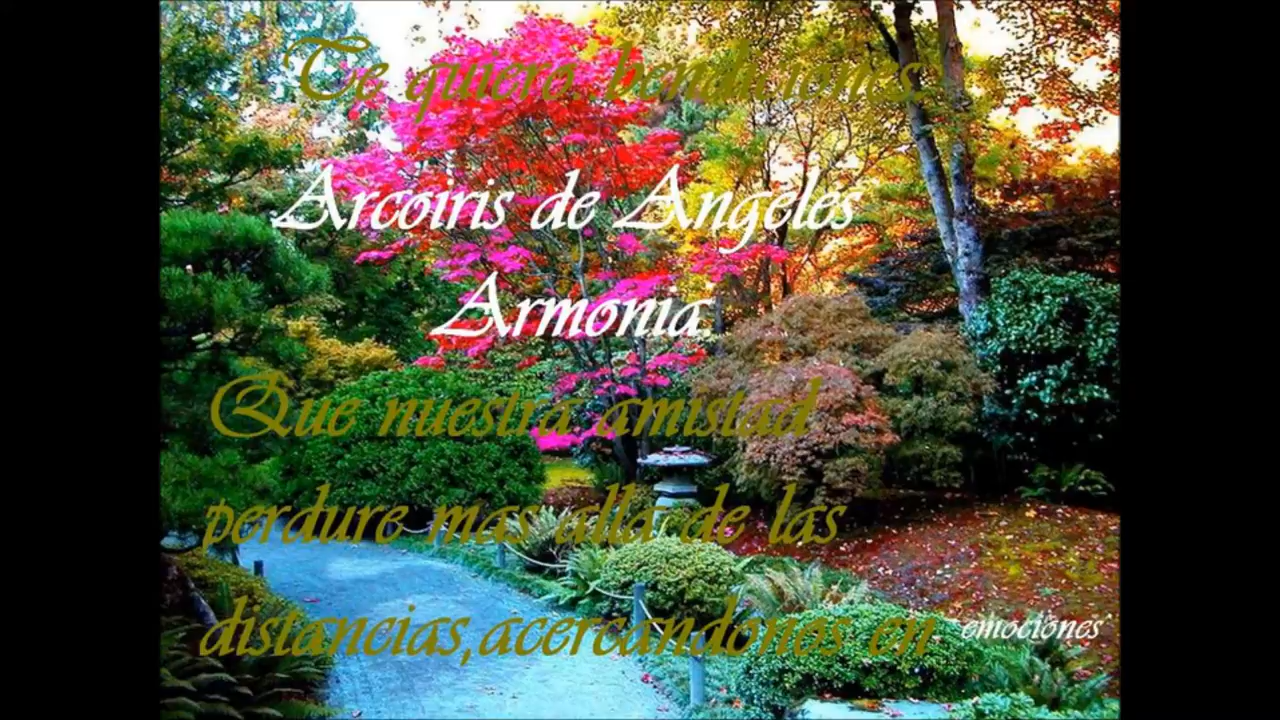 Te quiero, bendiciones
Arcoiris de Angeles
Armonia
Que nuestra amistad
perdure mas alla de las
distancias,acercandonos en
emociones